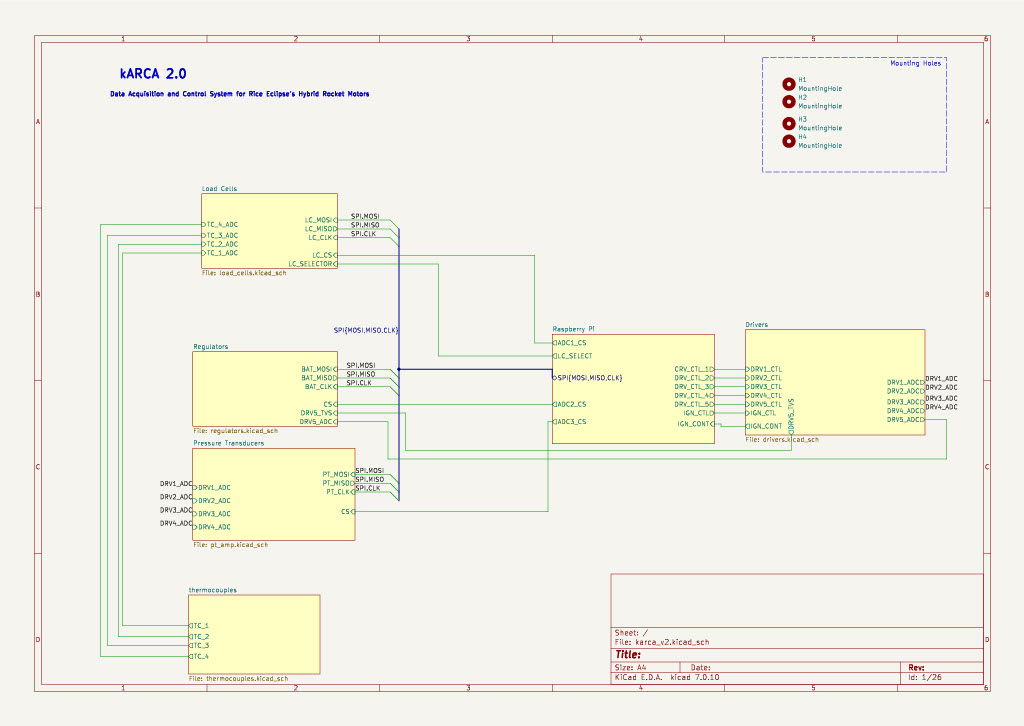 1 2 3 4 5 6
kARCA 2.0
Data Acquisition and Control System for Rice Eclipse's Hybrid Rocket Motors
Mounting Holes
H1
MountingHole
H2
MountingHole
H3
MountingHole
H4
MountingHole
A A
Load Cells
TC_4_ADC
TC_3_ADC
TC_2_ADC
TC_1_ADC
LC_MOSI
LC_MISO
LC_CLK
LC_CS
LC_SELECTOR
SPI.MOSI
SPI.MISO
SPI.CLK
File: load_cells.kicad_sch
B B
SPI{MOSI,MISO,CLK}
Regulators
BAT_MOSI
BAT_MISO
BAT_CLK
CS
DRV5_TVS
DRV5_ADC
SPI.MOSI
SPI.MISO
SPI.CLK
File: regulators.kicad_sch
Raspberry Pi
ADC1_CS
LC_SELECT
SPI{MOSI,MISO,CLK}
ADC2_CS
ADC3_CS
CRV_CTL_1
DRV_CTL_2
DRV_CTL_3
DRV_CTL_4
DRV_CTL_5
IGN_CTL
IGN_CONT
Drivers
DRV1_CTL
DRV2_CTL
DRV3_CTL
DRV4_CTL
DRV5_CTL
IGN_CTL
IGN_CONT
DRV5_TVS
DRV1_ADC
DRV2_ADC
DRV3_ADC
DRV4_ADC
DRV5_ADC
DRV1_ADC
DRV2_ADC
DRV3_ADC
DRV4_ADC
File: drivers.kicad_sch
C C
Pressure Transducers
DRV1_ADC
DRV2_ADC
DRV3_ADC
DRV4_ADC
DRV1_ADC
DRV2_ADC
DRV3_ADC
DRV4_ADC
PT_MOSI
PT_MISO
PT_CLK
CS
SPI.MOSI
SPI.MISO
SPI.CLK
File: pt_amp.kicad_sch
thermocouples
TC_1
TC_2
TC_3
TC_4
File: thermocouples.kicad_sch
D D
Sheet: /
File: karca_v2.kicad_sch
Title:
Size: A4 Date: Rev:
KiCad E.D.A. kicad 7.0.10 Id: 1/26
1 2 3 4 5 6